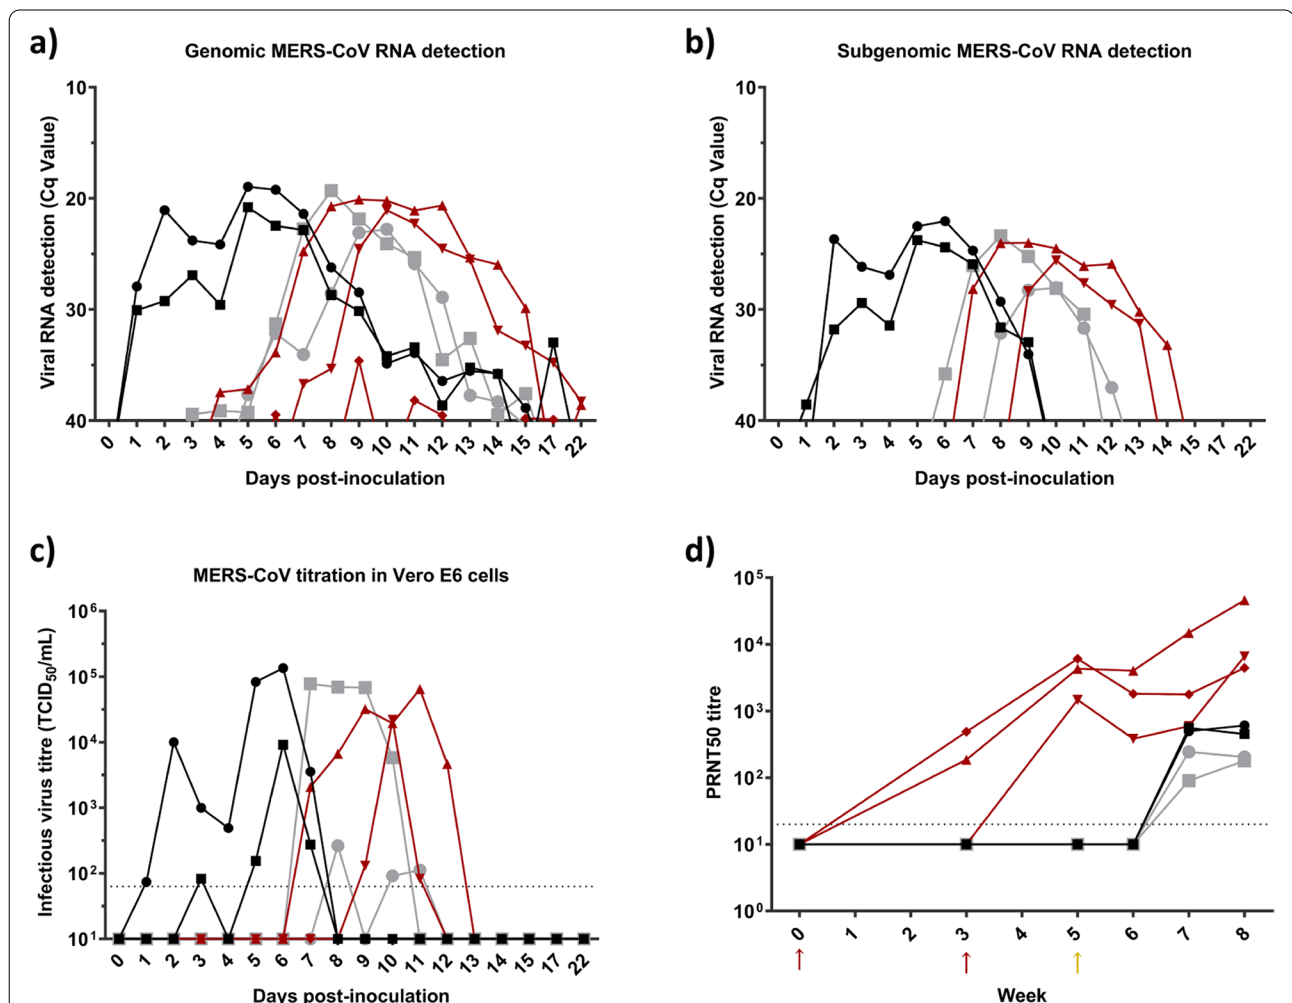 a)
Genomic MERS-CoV RNA detection
Viral RNA detection (Cq Value)
10
20
30
40
0 1 2 3 4 5 6 7 8 9 10 11 12 13 14 15 17 22
Days post-inoculation
b)
Subgenomic MERS-CoV RNA detection
Viral RNA detection (Cq Value)
10
20
30
40
0 1 2 3 4 5 6 7 8 9 10 11 12 13 14 15 17 22
Days post-inoculation
c)
MERS-CoV titration in Vero E6 cells
Infectious virus titre (TCID50/mL)
10^6
10^5
10^4
10^3
10^2
10^1
0 1 2 3 4 5 6 7 8 9 10 11 12 13 14 15 17 22
Days post-inoculation
d)
PRNT50 titre
10^5
10^4
10^3
10^2
10^1
10^0
0 1 2 3 4 5 6 7 8
Week